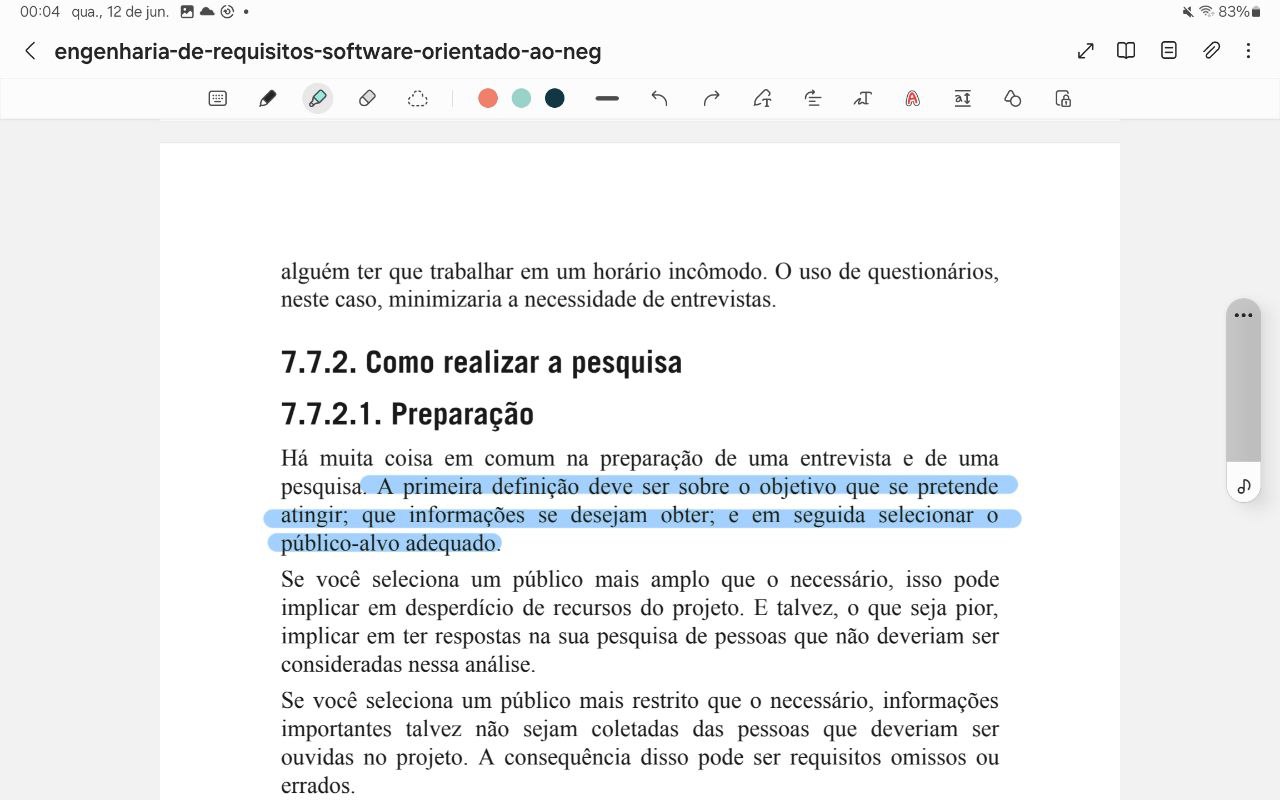 00:04 qua., 12 de jun. •
83%
engenharia-de-requisitos-software-orientado-ao-neg
alguém ter que trabalhar em um horário incômodo. O uso de questionários,
neste caso, minimizaria a necessidade de entrevistas.
7.7.2. Como realizar a pesquisa
7.7.2.1. Preparação
Há muita coisa em comum na preparação de uma entrevista e de uma
pesquisa. A primeira definição deve ser sobre o objetivo que se pretende
atingir; que informações se desejam obter; e em seguida selecionar o
público-alvo adequado.
Se você seleciona um público mais amplo que o necessário, isso pode
implicar em desperdício de recursos do projeto. E talvez, o que seja pior,
implicar em ter respostas na sua pesquisa de pessoas que não deveriam ser
consideradas nessa análise.
Se você seleciona um público mais restrito que o necessário, informações
importantes talvez não sejam coletadas das pessoas que deveriam ser
ouvidas no projeto. A consequência disso pode ser requisitos omissos ou
errados.